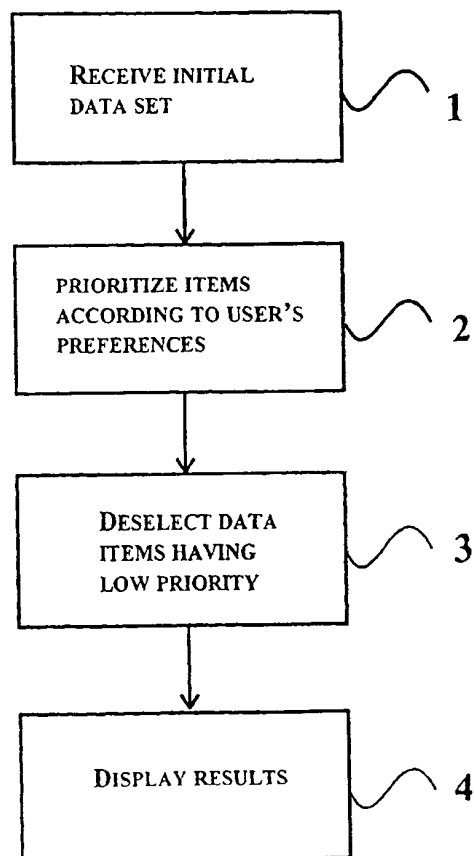 RECEIVE INITIAL
DATA SET
1
PRIORITIZE ITEMS
ACCORDING TO USER'S
PREFERENCES
2
DESELECT DATA
ITEMS HAVING
LOW PRIORITY
3
DISPLAY RESULTS
4